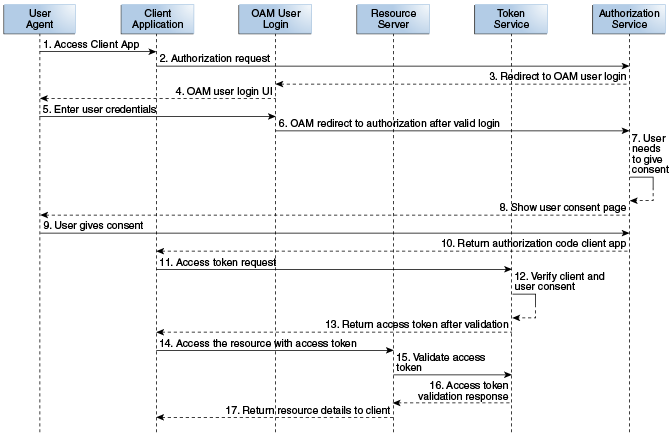 User Agent
Client Application
OAM User Login
Resource Server
Token Service
Authorization Service
1. Access Client App
2. Authorization request
3. Redirect to OAM user login
4. OAM user login UI
5. Enter user credentials
6. OAM redirect to authorization after valid login
7. User
needs
to give
consent
8. Show user consent page
9. User gives consent
10. Return authorization code client app
11. Access token request
12. Verify client and
user consent
13. Return access token after validation
14. Access the resource with access token
15. Validate access
token
16. Access token
validation response
17. Return resource details to client